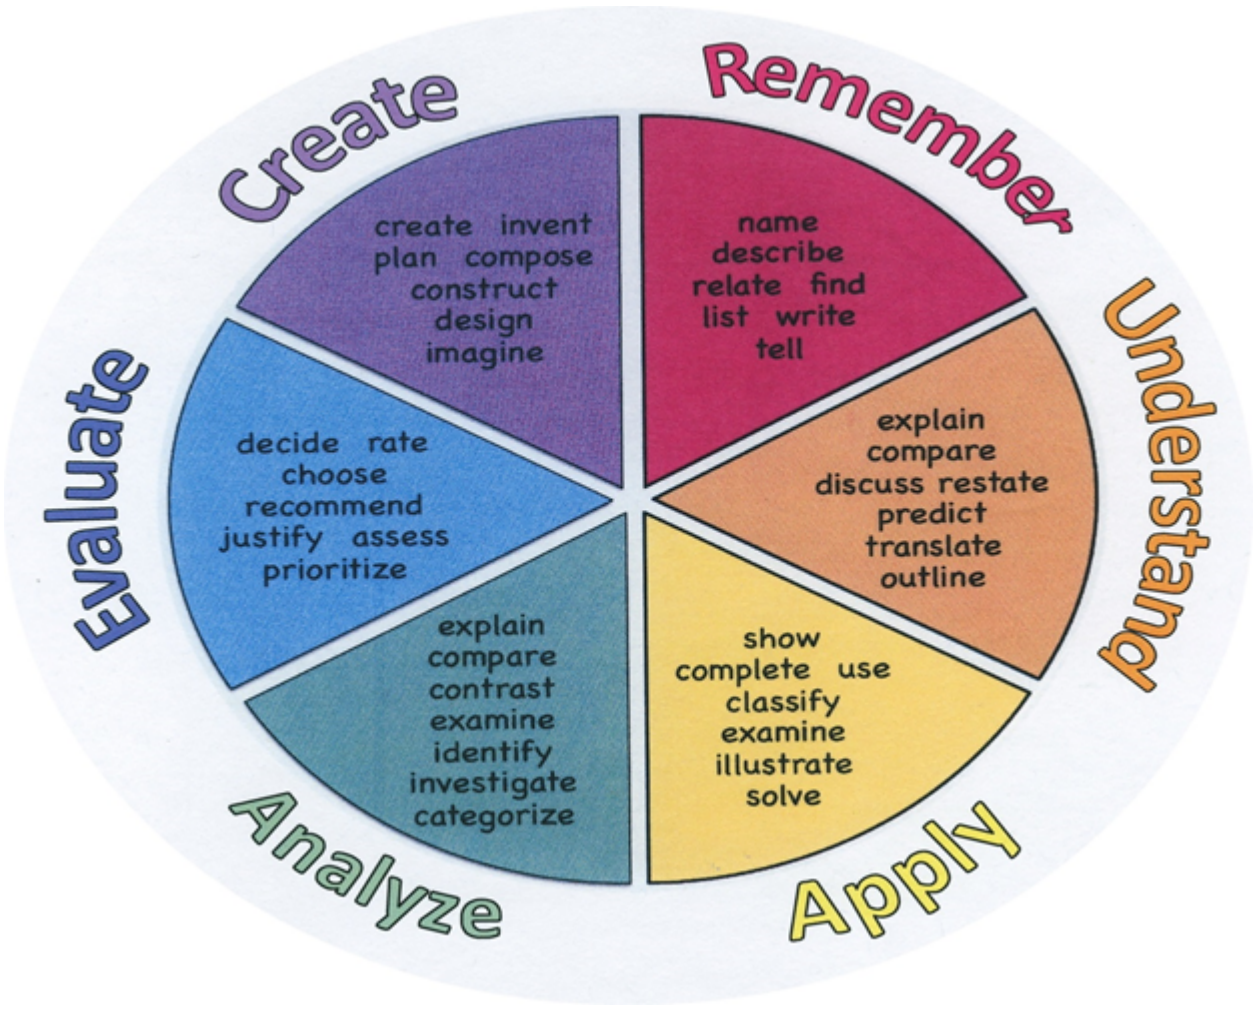 Remember
name
describe
relate find
list write
tell
Understand
explain
compare
discuss restate
predict
translate
outline
Apply
show
complete use
classify
examine
illustrate
solve
Analyze
explain
compare
contrast
examine
identify
investigate
categorize
Evaluate
decide rate
choose
recommend
justify assess
prioritize
Create
create invent
plan compose
construct
design
imagine